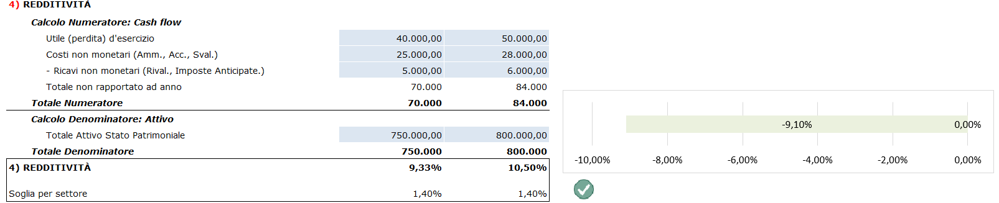 4) REDDITIVITÀ
Calcolo Numeratore: Cash flow
Utile (perdita) d'esercizio 40.000,00 50.000,00
Costi non monetari (Amm., Acc., Sval.) 25.000,00 28.000,00
- Ricavi non monetari (Rival., Imposte Anticipate.) 5.000,00 6.000,00
Totale non rapportato ad anno 70.000 84.000
Totale Numeratore 70.000 84.000
Calcolo Denominatore: Attivo
Totale Attivo Stato Patrimoniale 750.000,00 800.000,00
Totale Denominatore 750.000 800.000
4) REDDITIVITÀ 9,33% 10,50%
Soglia per settore 1,40% 1,40%
-9,10% 0,00%
-10,00% -8,00% -6,00% -4,00% -2,00% 0,00%